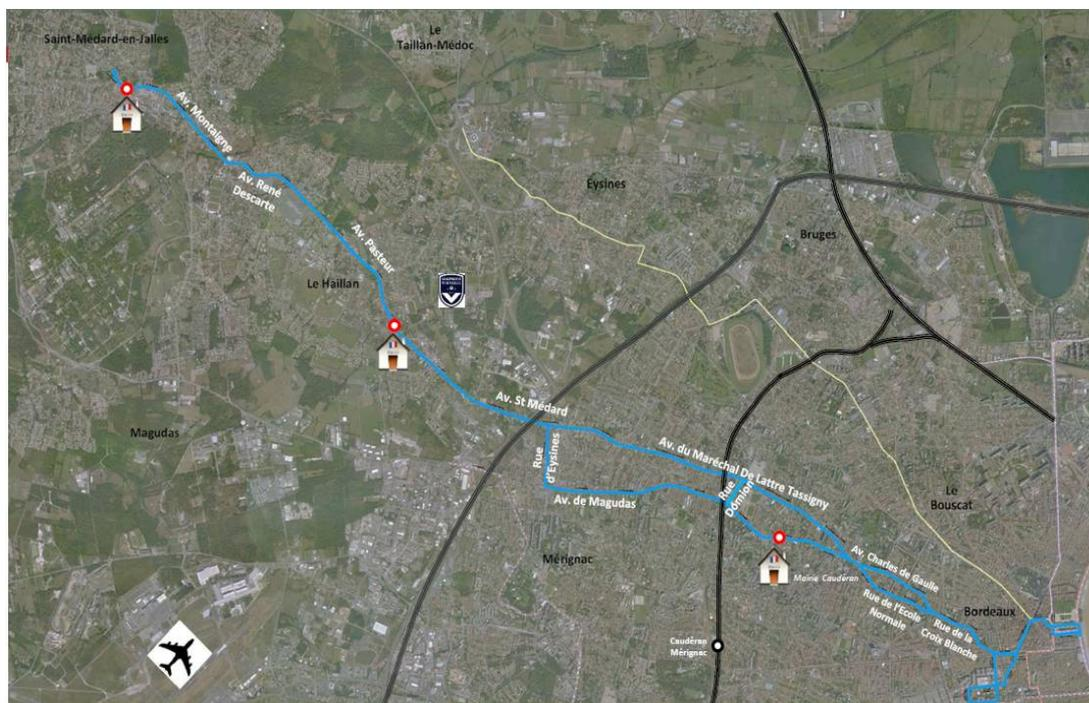 Saint-Médard-en-Jalles
Le
Taillan-Médoc
Av. Montaigne
Av. René
Descarte
Eysines
Av. Pasteur
Bruges
Le Haillan
Av. St Médard
Magudas
Rue
d'Eysines
Av. du Maréchal De Lattre Tassigny
Av. de Magudas
Rue
Domion
Le
Bouscat
Mérignac
Av. Charles de Gaulle
Mairie Caudéran
Rue de l'Ecole
Normale
Rue de la
Croix Blanche
Bordeaux
Caudéran
Mérignac